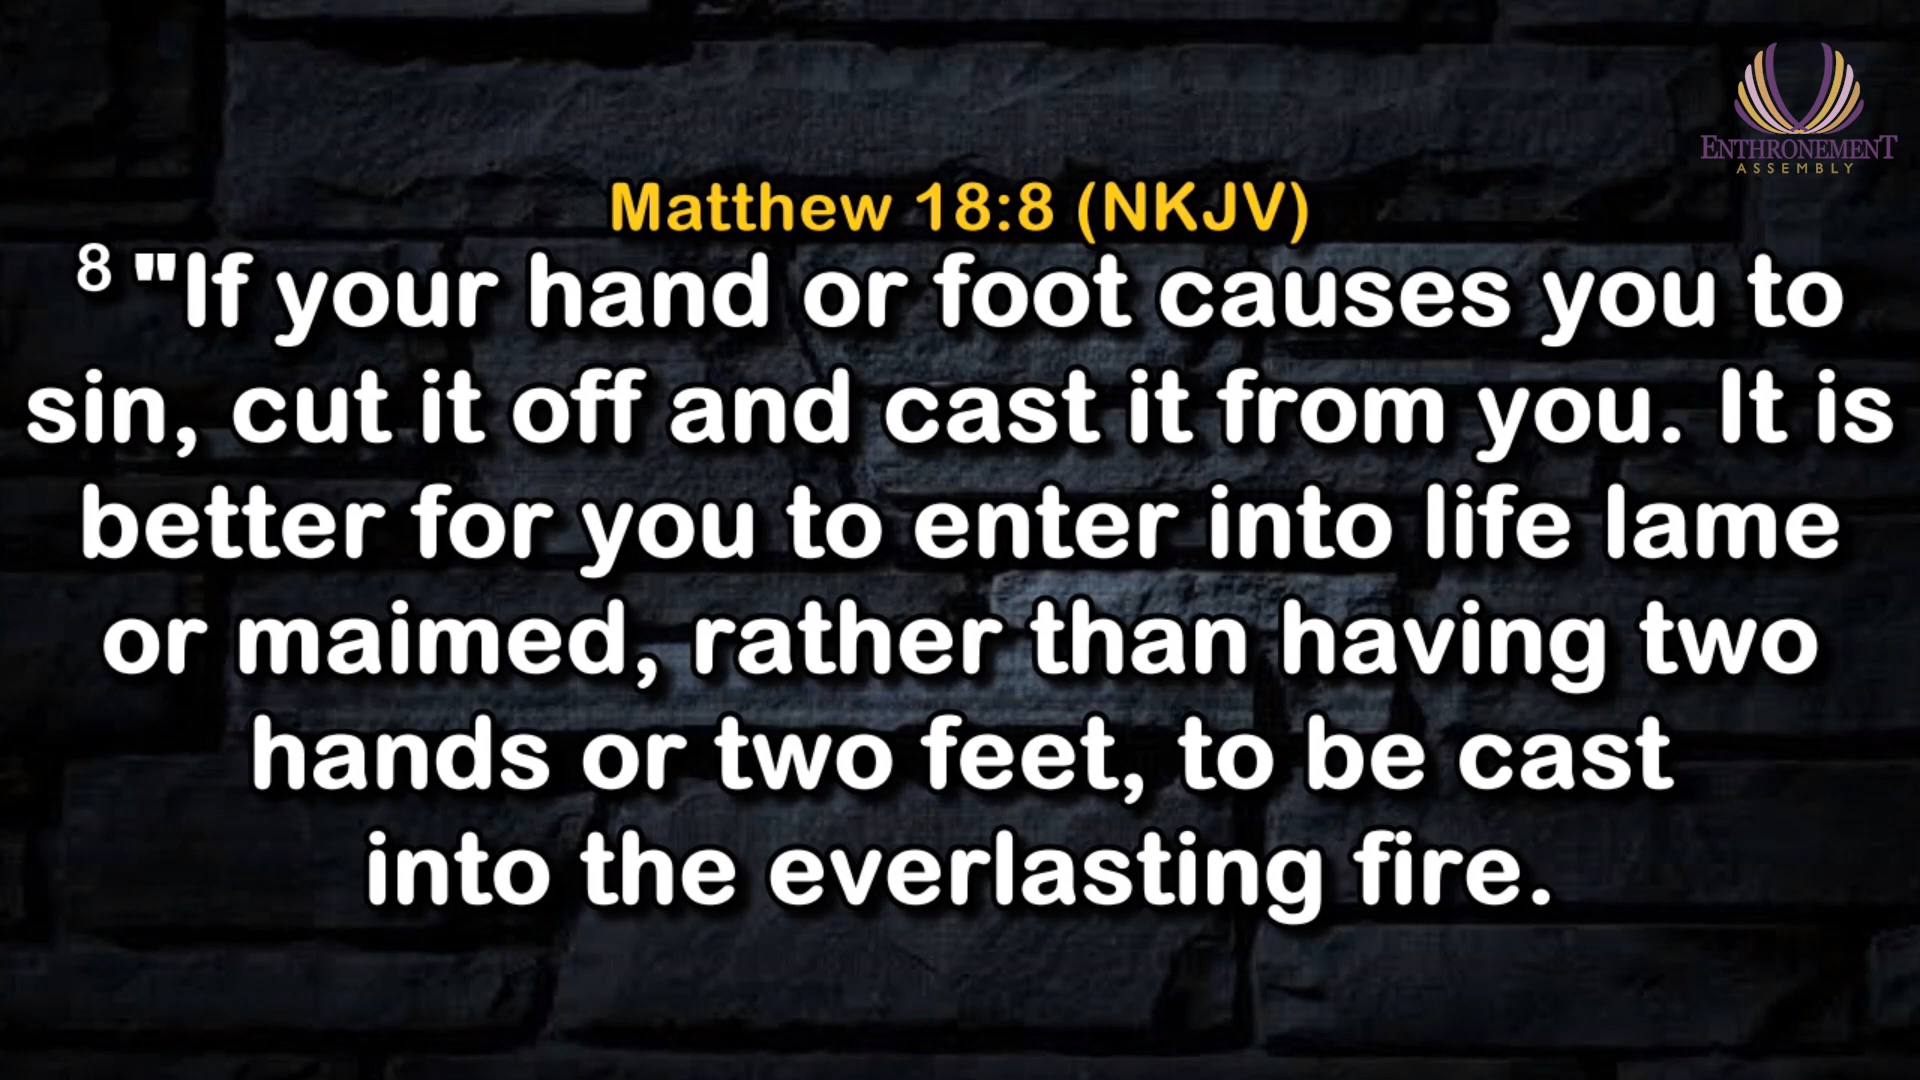 ENTHRONEMENT
ASSEMBLY
Matthew 18:8 (NKJV)
8 "If your hand or foot causes you to
sin, cut it off and cast it from you. It is
better for you to enter into life lame
or maimed, rather than having two
hands or two feet, to be cast
into the everlasting fire.